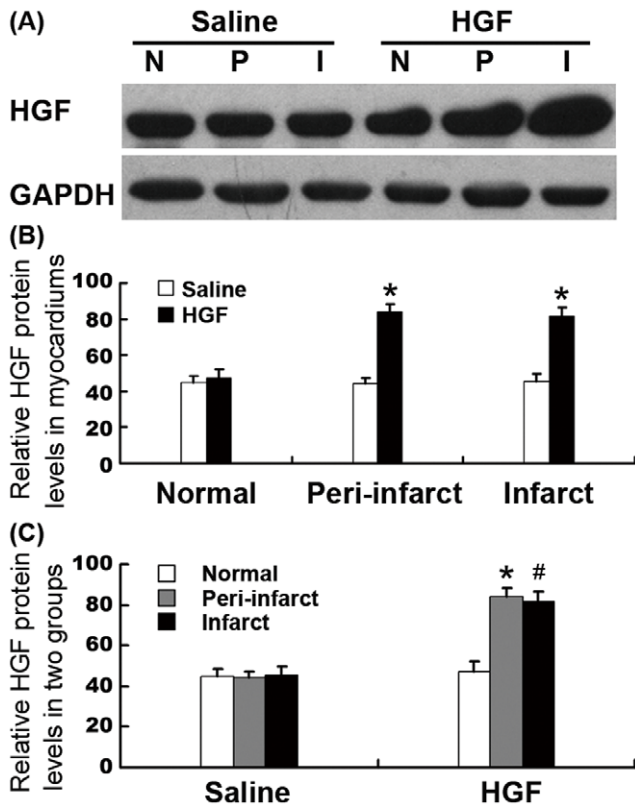 (A)
Saline HGF
N P I N P I
HGF
GAPDH
(B)
Relative HGF protein
levels in myocardiums
100
80
60
40
20
0
Saline
HGF
* *
Normal Peri-infarct Infarct
(C)
Relative HGF protein
levels in two groups
100
80
60
40
20
0
Normal
Peri-infarct
Infarct
* #
Saline HGF